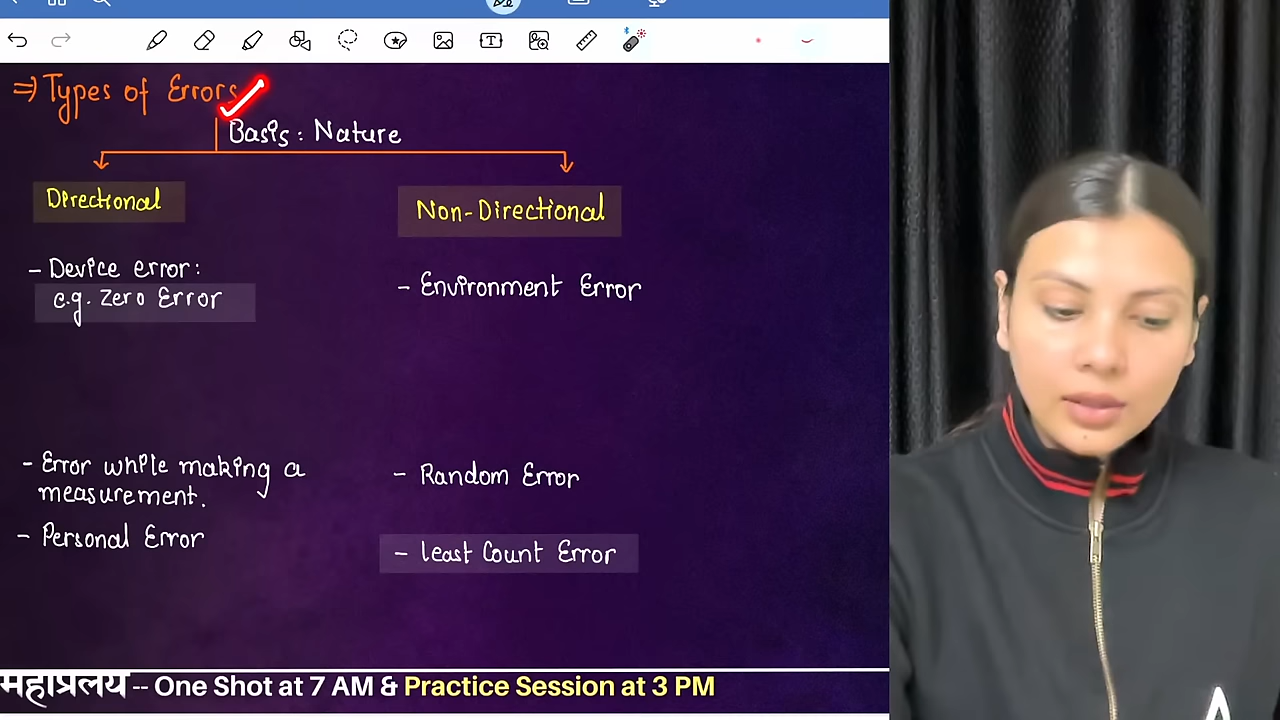 ⇒ Types of Errors
Basis: Nature
Directional
Non-Directional
- Device error:
e.g. Zero Error
- Environment Error
- Error while making a
measurement.
- Random Error
- Personal Error
- Least Count Error
महाप्रलय -- One Shot at 7 AM & Practice Session at 3 PM